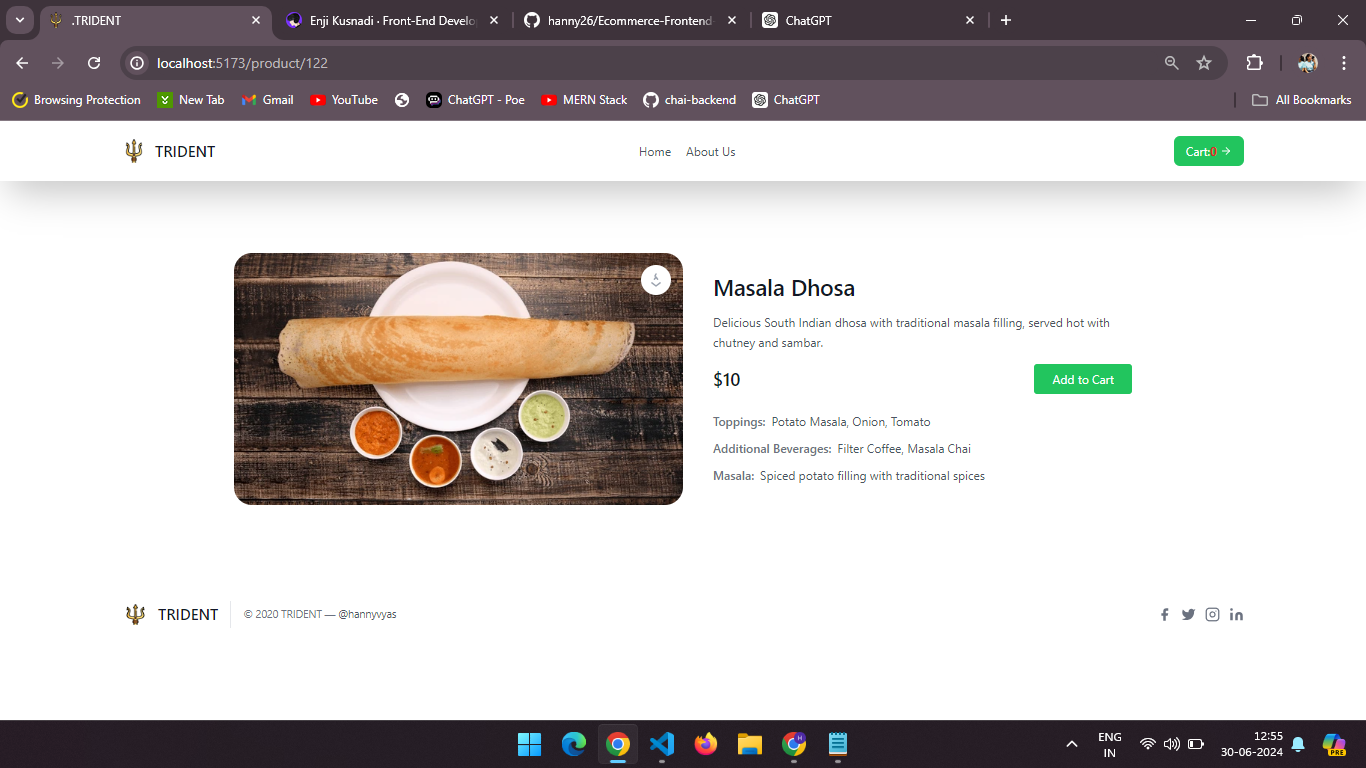 .TRIDENT
Enji Kusnadi · Front-End Develo
hanny26/Ecommerce-Frontend-
ChatGPT
localhost:5173/product/122
Browsing Protection
New Tab
Gmail
YouTube
ChatGPT - Poe
MERN Stack
chai-backend
ChatGPT
All Bookmarks
TRIDENT
Home
About Us
Cart:0 →
Masala Dhosa
Delicious South Indian dhosa with traditional masala filling, served hot with
chutney and sambar.
$10
Add to Cart
Toppings: Potato Masala, Onion, Tomato
Additional Beverages: Filter Coffee, Masala Chai
Masala: Spiced potato filling with traditional spices
TRIDENT
© 2020 TRIDENT — @hannyvyas
ENG
IN
12:55
30-06-2024
PRE